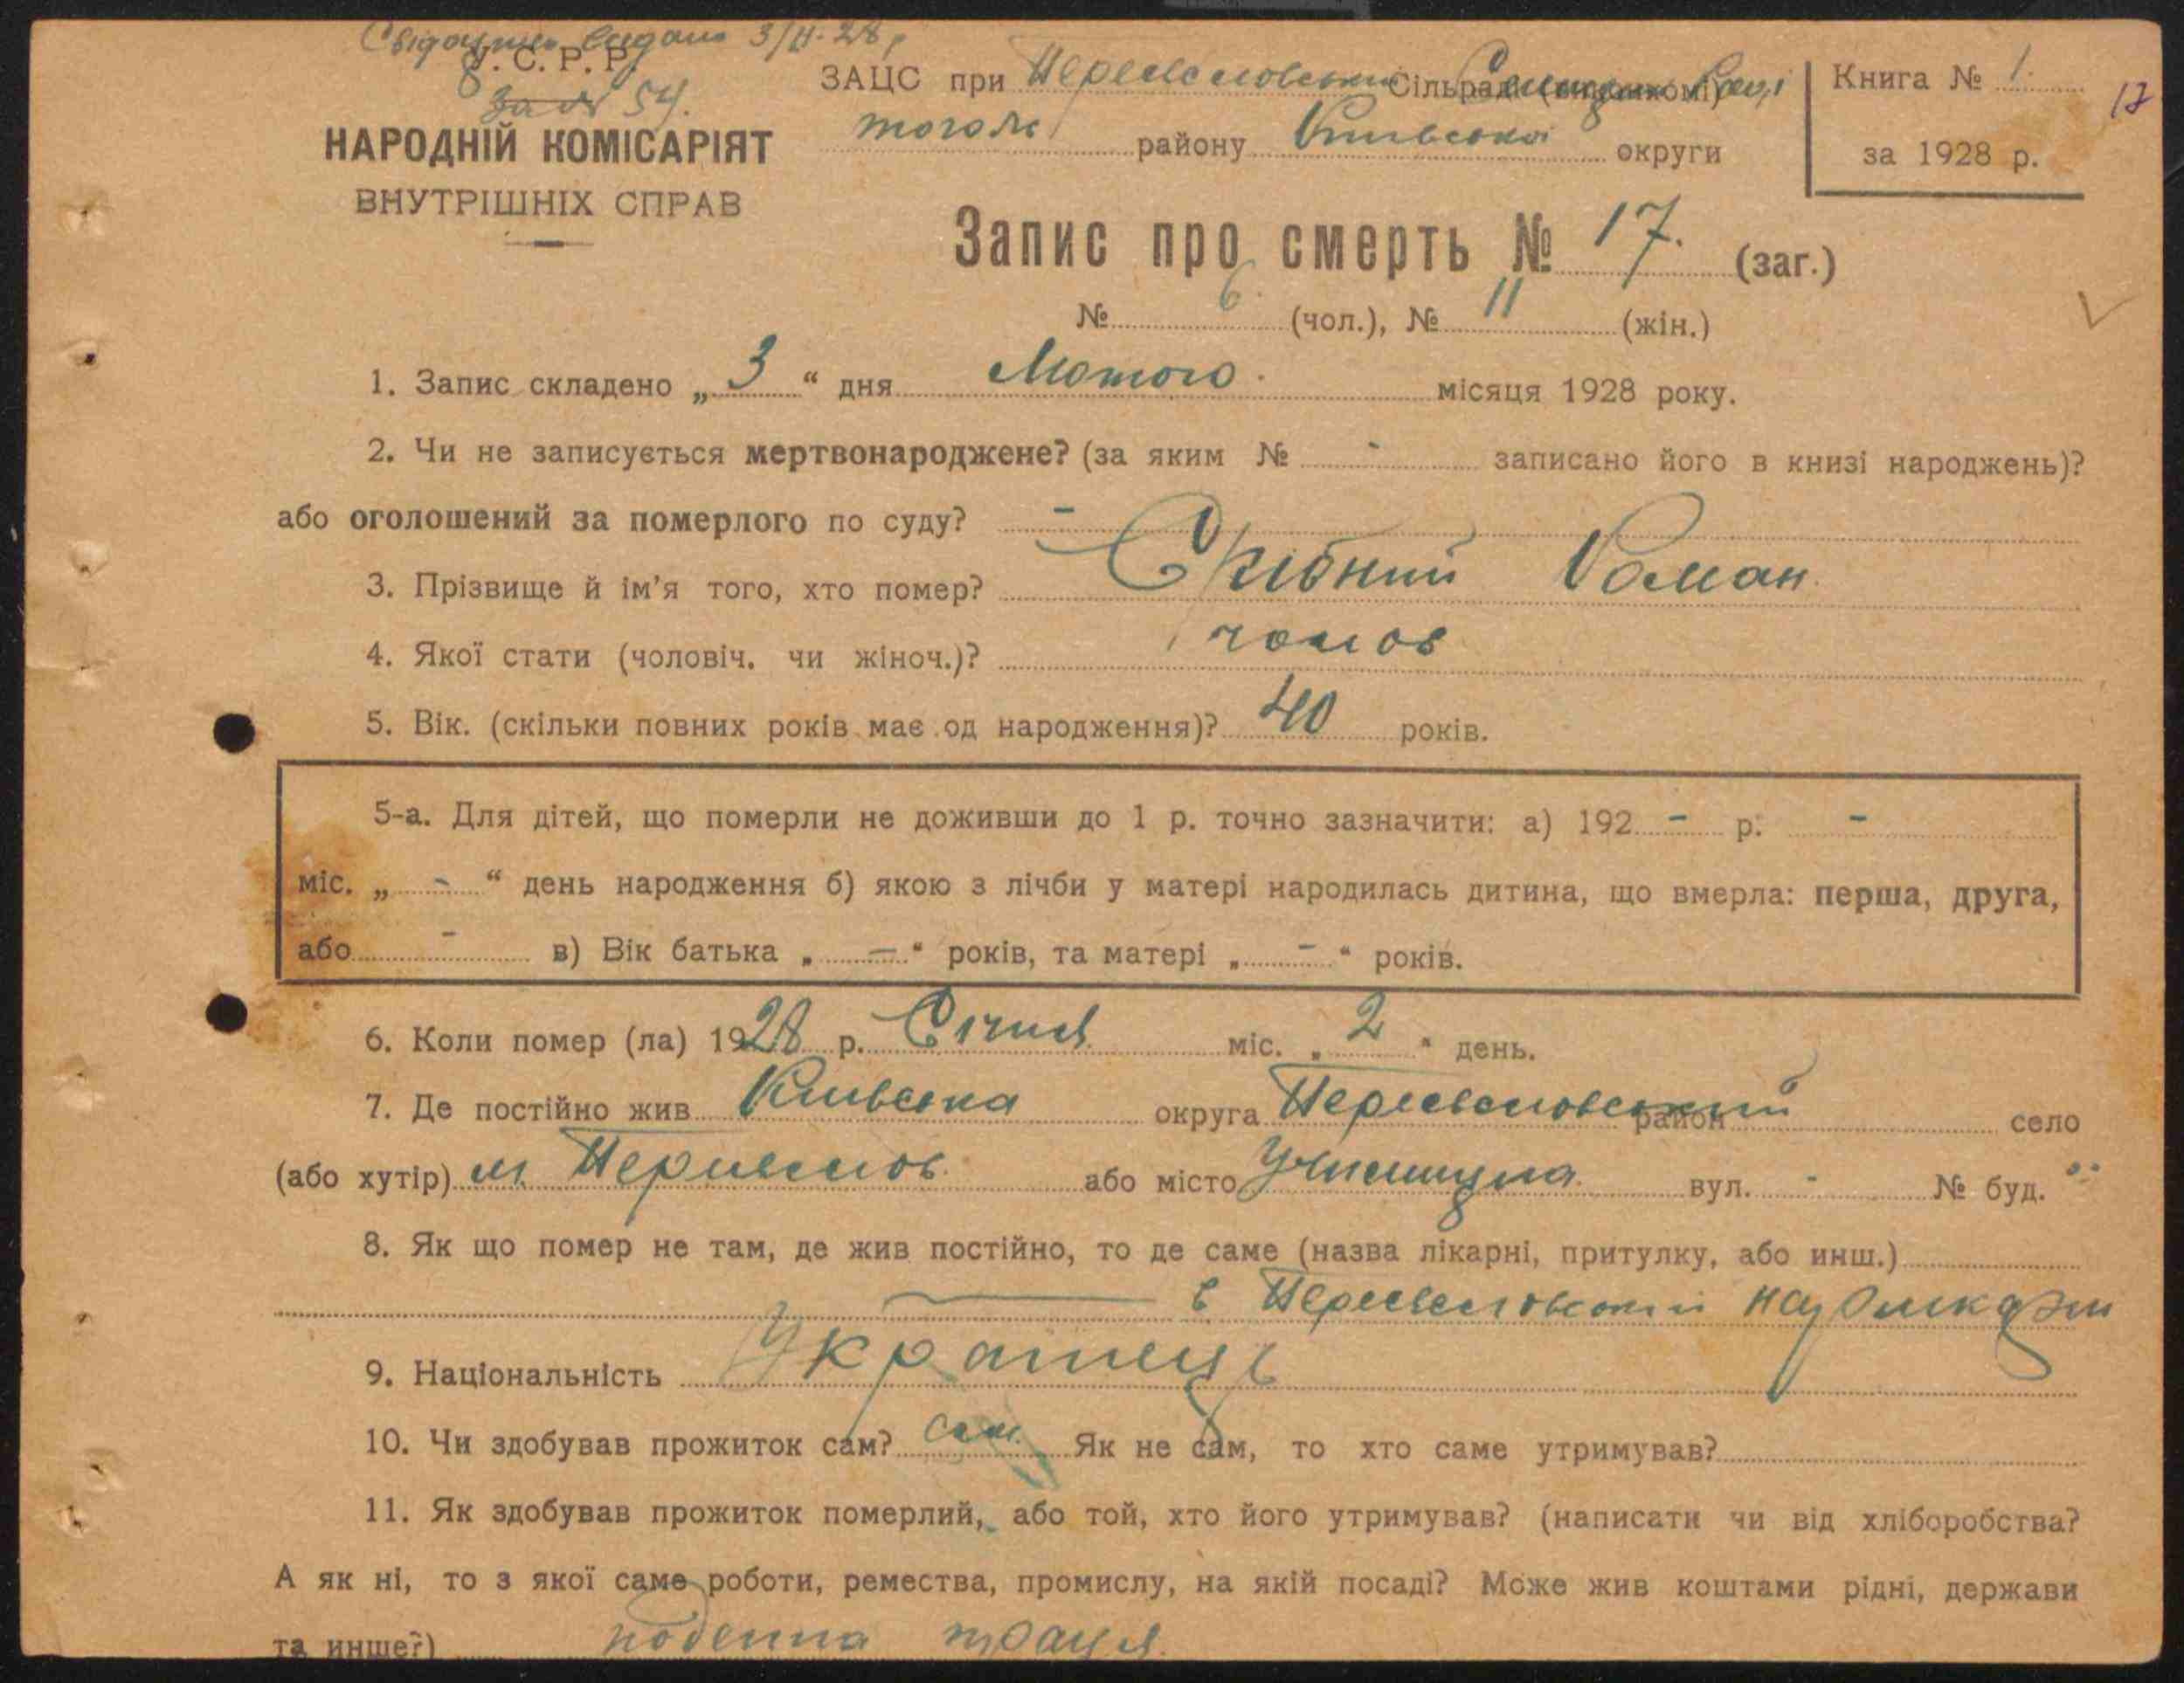 Свідоцтво видано 3/II-28 р
У.С.Р.Р.
за № 54.
НАРОДНІЙ КОМІСАРІЯТ
ВНУТРІШНІХ СПРАВ
ЗАЦС при Переяславський Сільраді (виконкомі) Селищн. Раді
тогож району Київської округи
Книга № 1.
за 1928 р.
17
Запис про смерть № 17. (заг.)
№ 6 (чол.), № 11 (жін.)
1. Запис складено „ 3 “ дня Лютого місяця 1928 року.
2. Чи не записується мертвонароджене? (за яким № - записано його в книзі народжень)?
або оголошений за померлого по суду? -
3. Прізвище й ім’я того, хто помер? Срібний Роман
4. Якої стати (чоловіч. чи жіноч.)? чолов
5. Вік. (скільки повних років має од народження)? 40 років.
5-а. Для дітей, що померли не доживши до 1 р. точно зазначити: а) 192 - р. -
міс. „ - “ день народження б) якою з лічби у матері народилась дитина, що вмерла: перша, друга,
або - в) Вік батька „ - “ років, та матері „ - “ років.
6. Коли помер (ла) 1928 р. Січня міс. „ 2 “ день.
7. Де постійно жив Київська округа Переяславський район село
(або хутір) м. Переяслов або місто вул. - № буд. "
8. Як що помер не там, де жив постійно, то де саме (назва лікарні, притулку, або инш.)
в Переяславській
9. Національність Українець
10. Чи здобував прожиток сам? сам. Як не сам, то хто саме утримував?
11. Як здобував прожиток померлий, або той, хто його утримував? (написати чи від хліборобства?
А як ні, то з якої саме роботи, ремества, промислу, на якій посаді? Може жив коштами рідні, держави
та инше?) поденна праця.